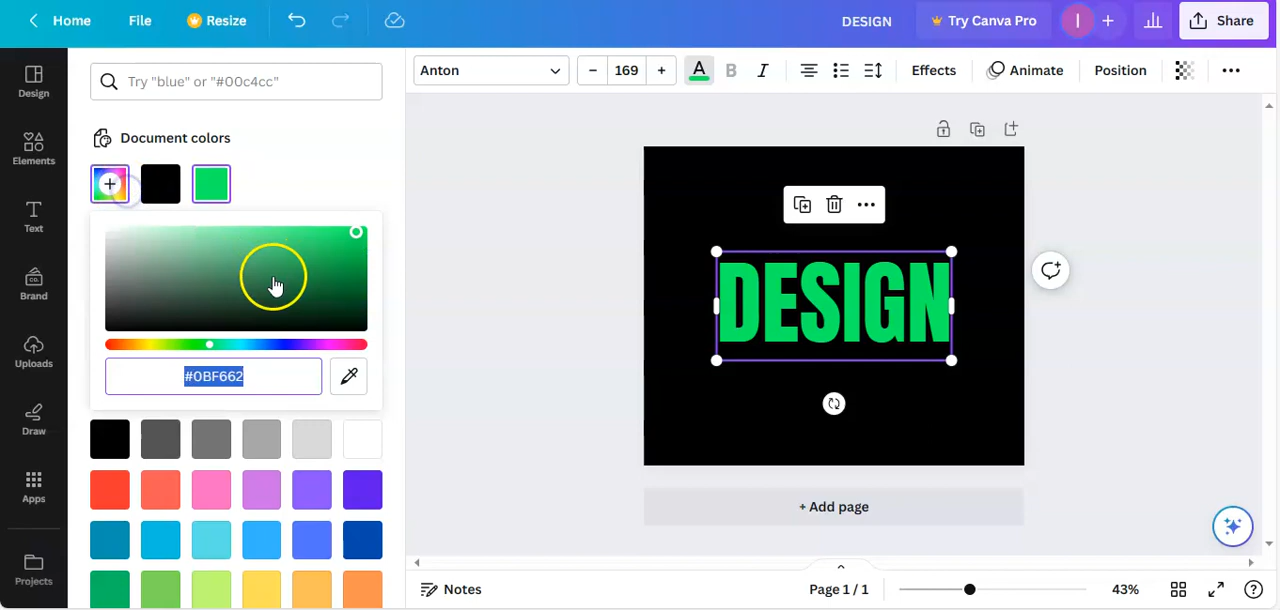 Home File Resize DESIGN Try Canva Pro I Share
Design
Elements
Text
Brand
Uploads
Draw
Apps
Projects
Try "blue" or "#00c4cc"
Document colors
#0BF662
Anton 169 A B I Effects Animate Position
DESIGN
+ Add page
Notes Page 1 / 1 43%